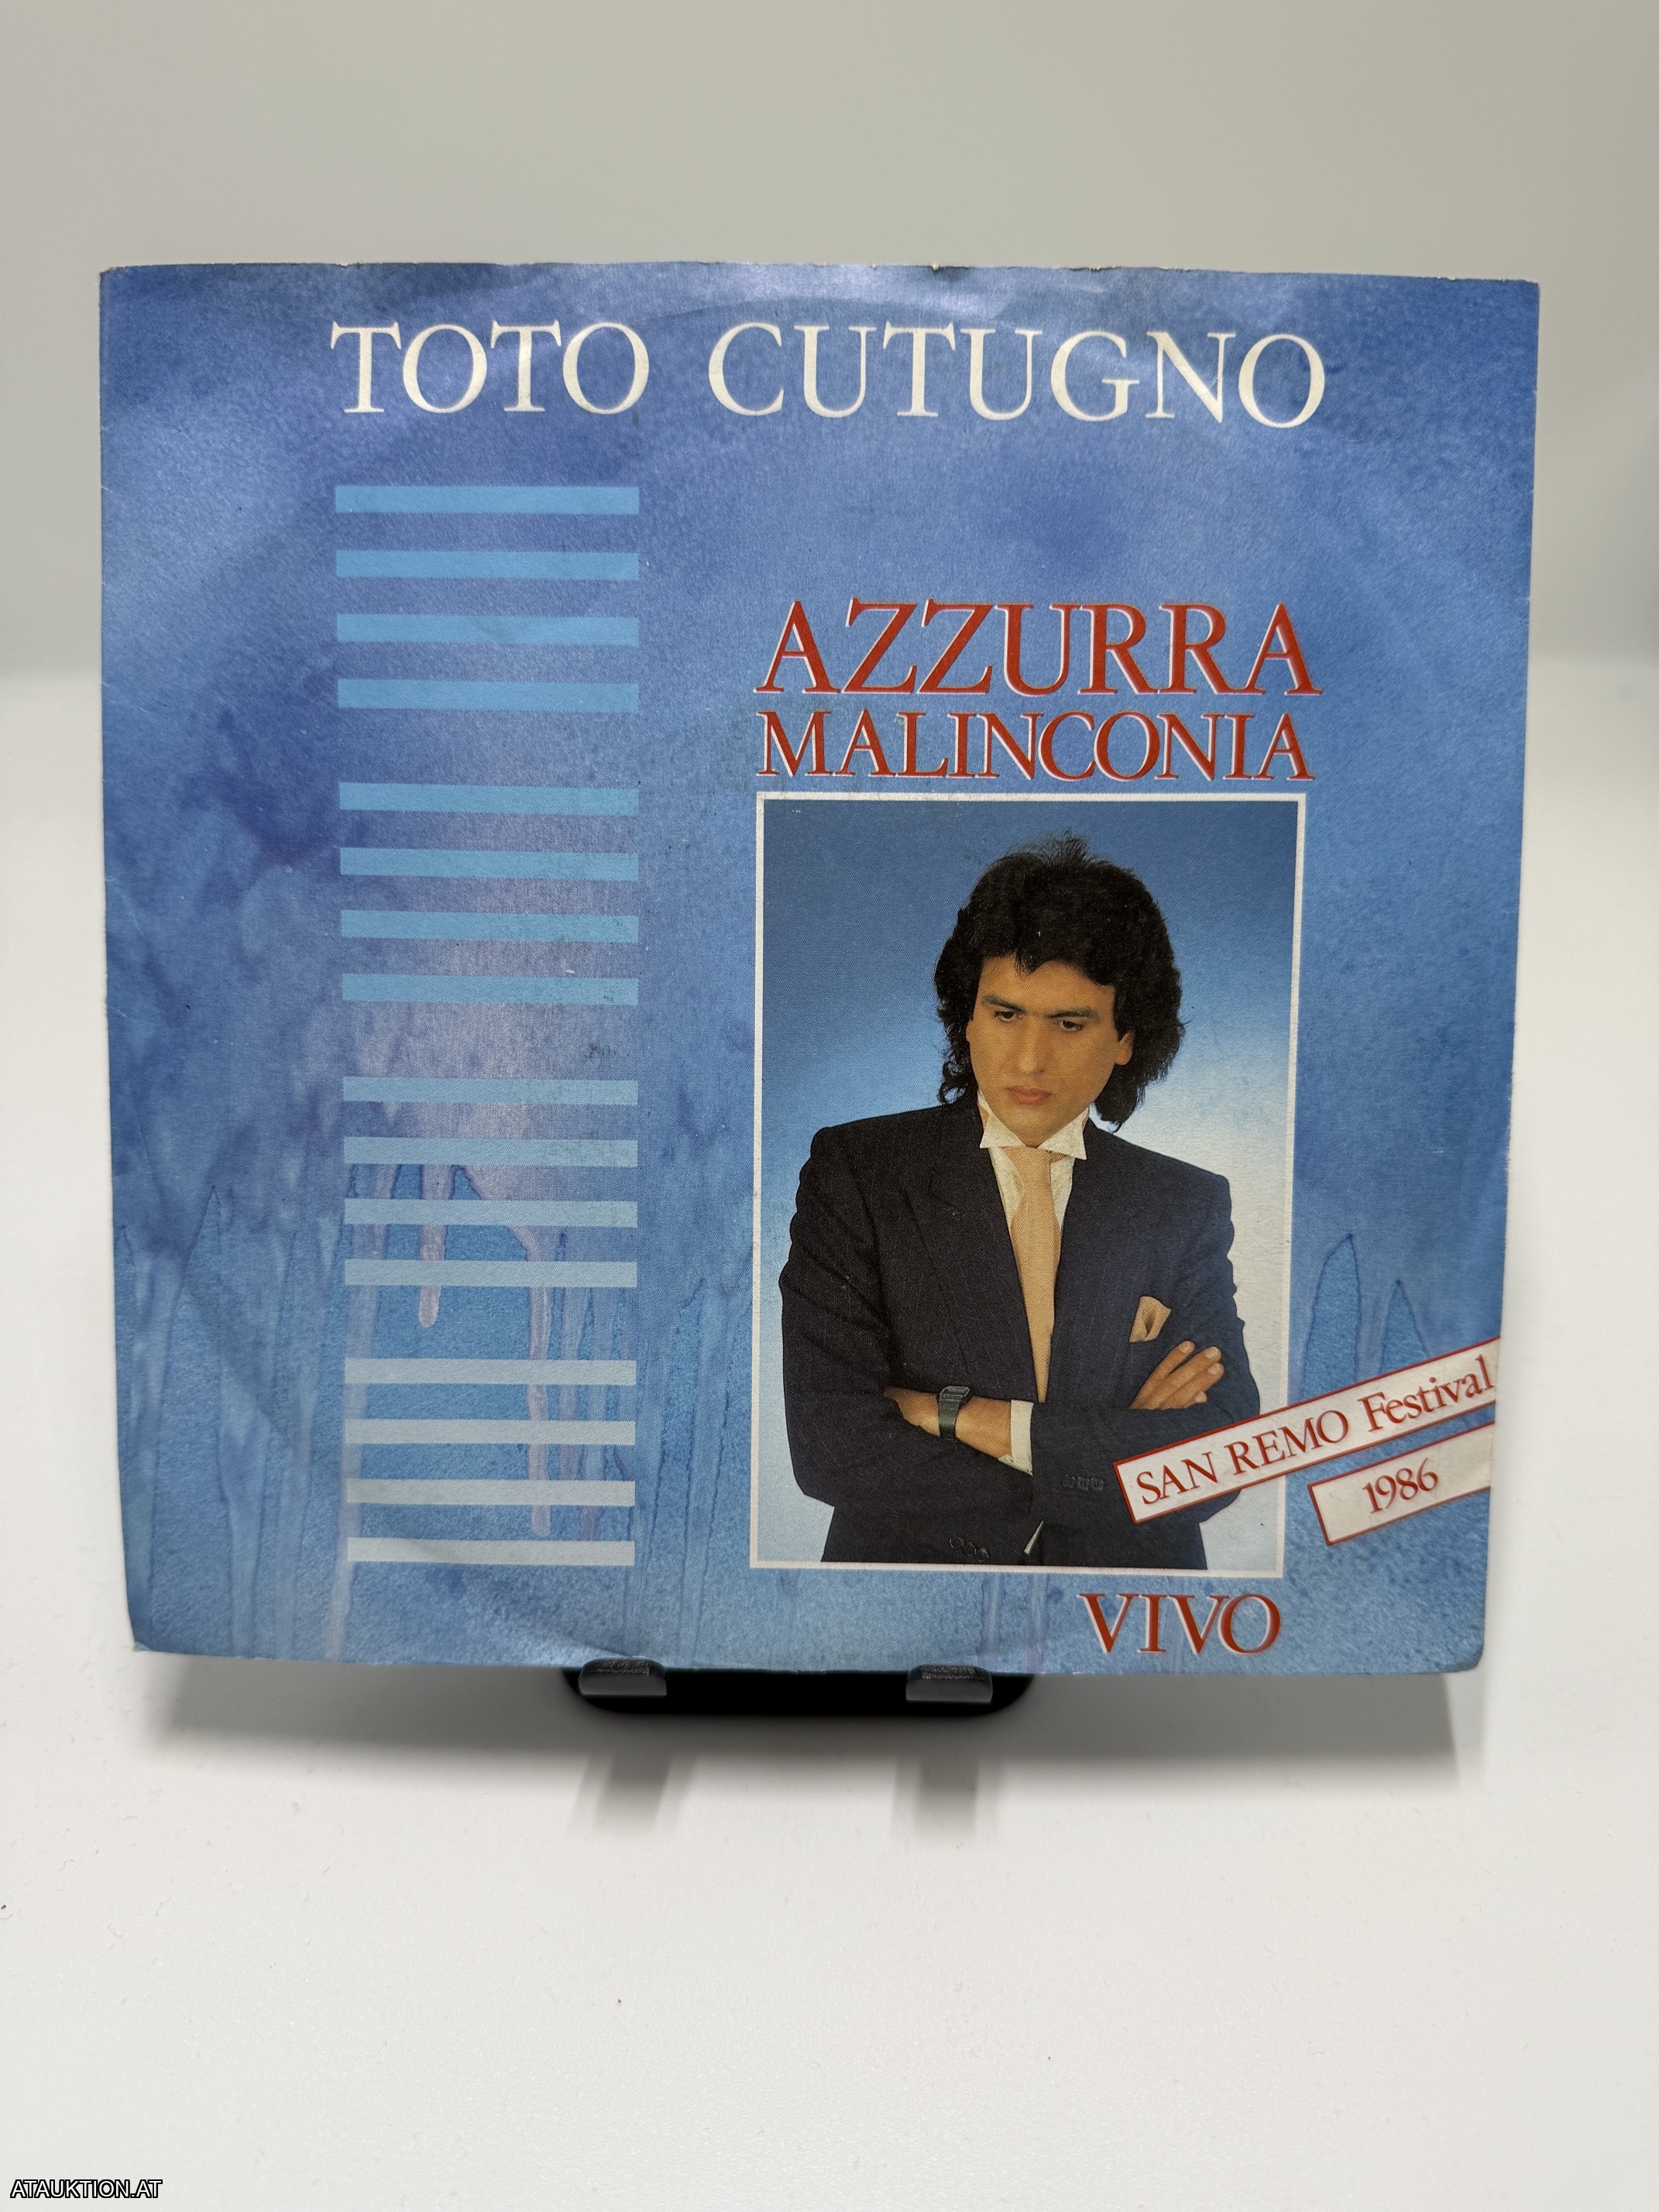 TOTO CUTUGNO
AZZURRA
MALINCONIA
SAN REMO Festival
1986
VIVO
ATAUKTION.AT